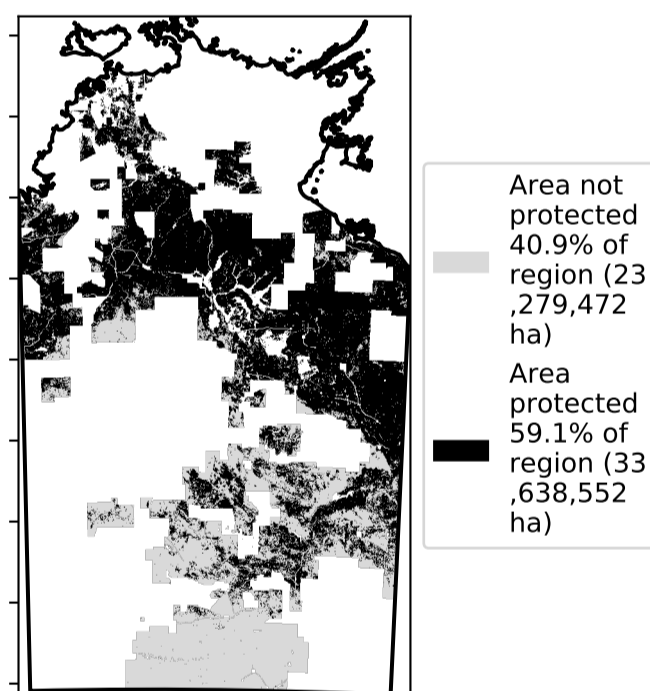 Area not
protected
40.9% of
region (23
,279,472
ha)
Area
protected
59.1% of
region (33
,638,552
ha)